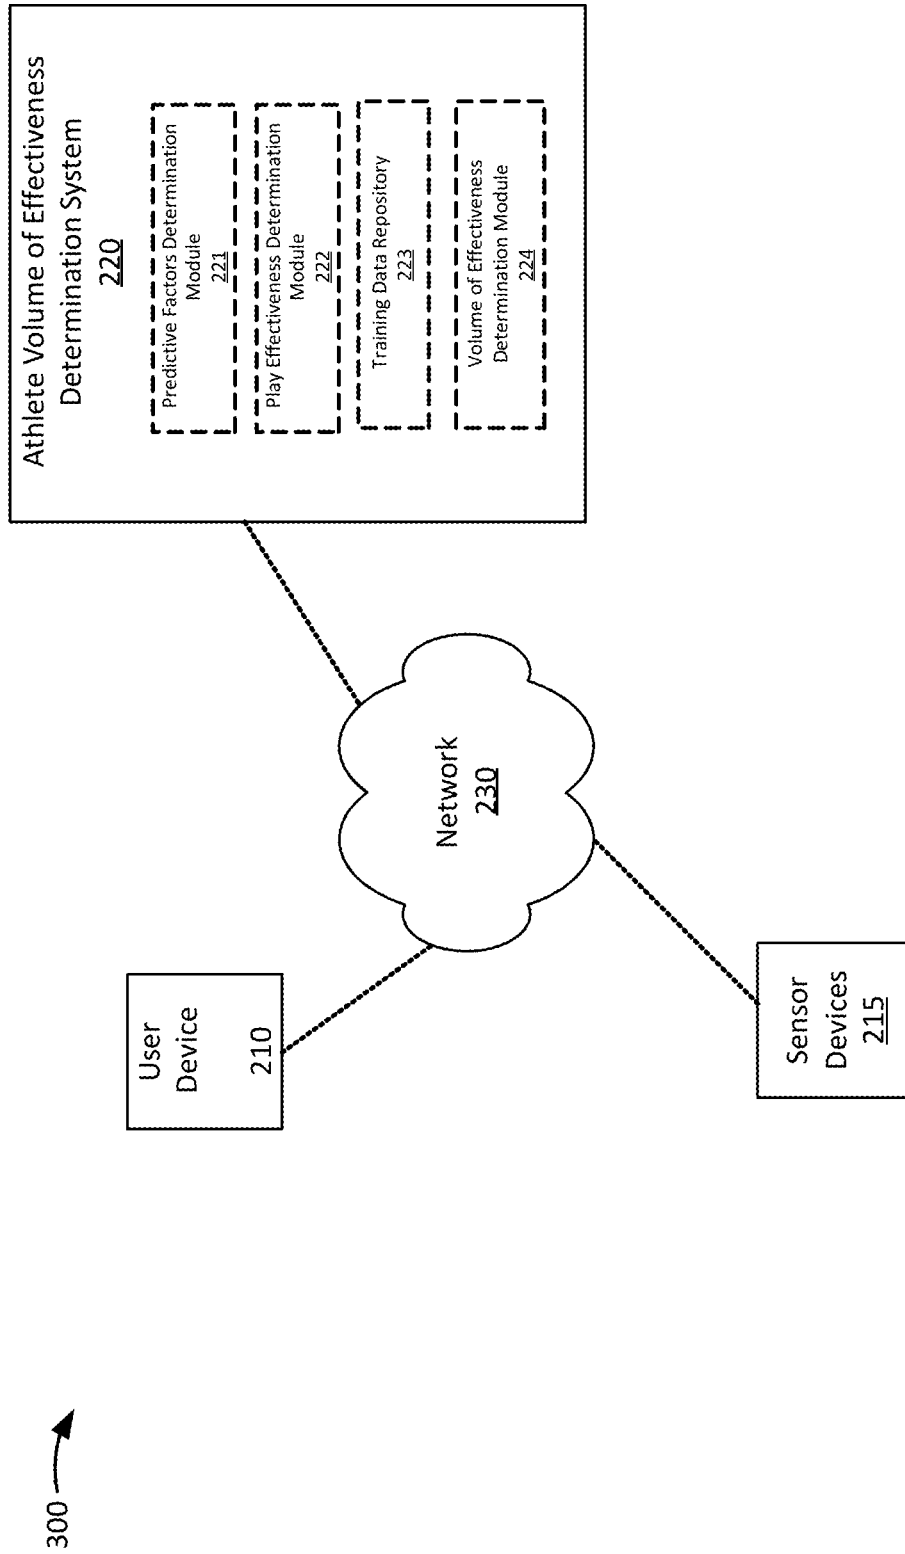 300
User
Device
210
Sensor
Devices
215
Network
230
Athlete Volume of Effectiveness
Determination System
220
Predictive Factors Determination
Module
221
Play Effectiveness Determination
Module
222
Training Data Repository
223
Volume of Effectiveness
Determination Module
224